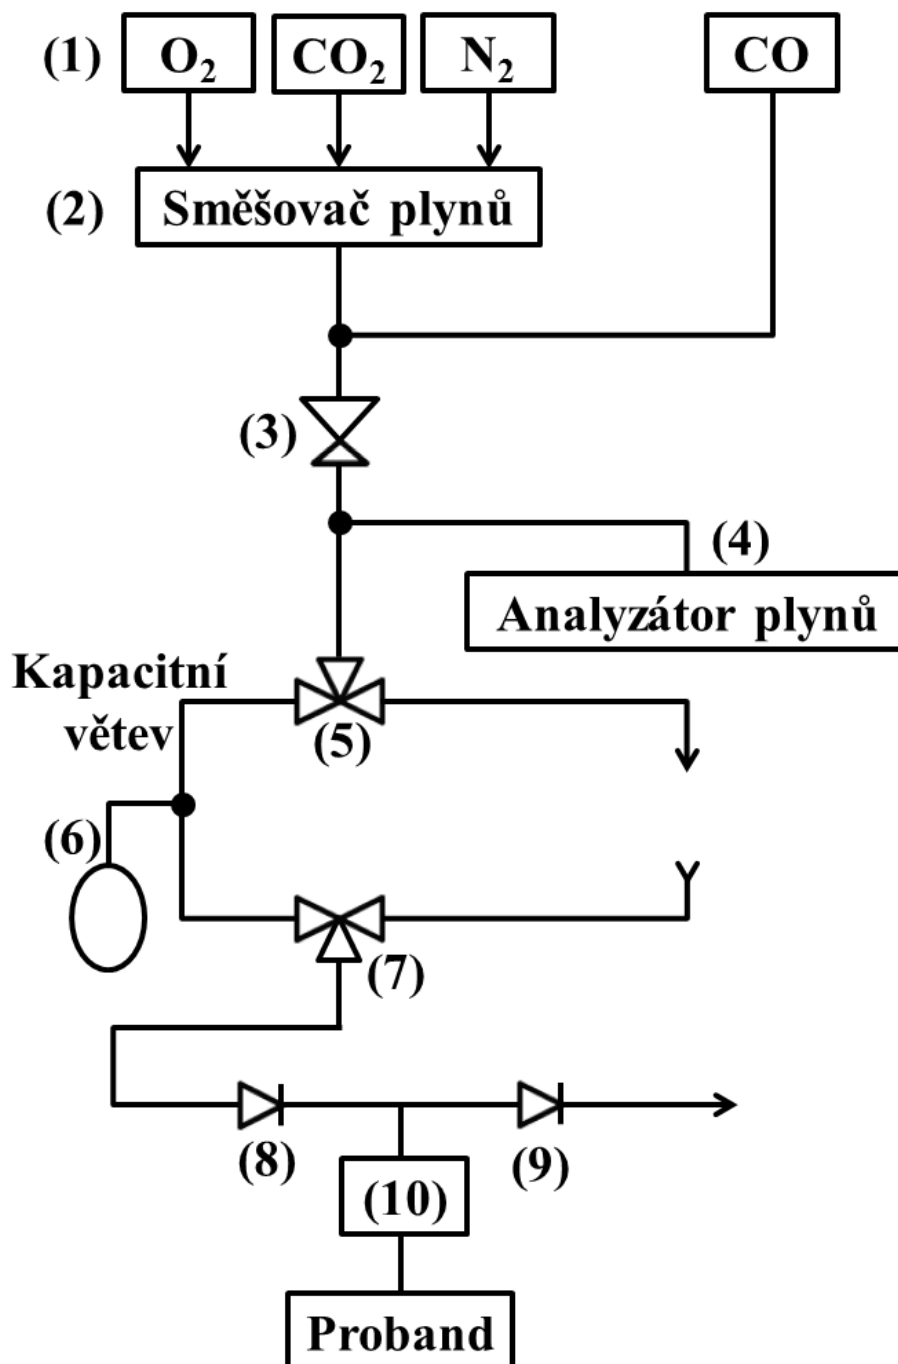 (1) O₂ CO₂ N₂ CO
(2) Směšovač plynů
(3)
(4)
Analyzátor plynů
Kapacitní
větev
(5)
(6)
(7)
(8)
(9)
(10)
Proband